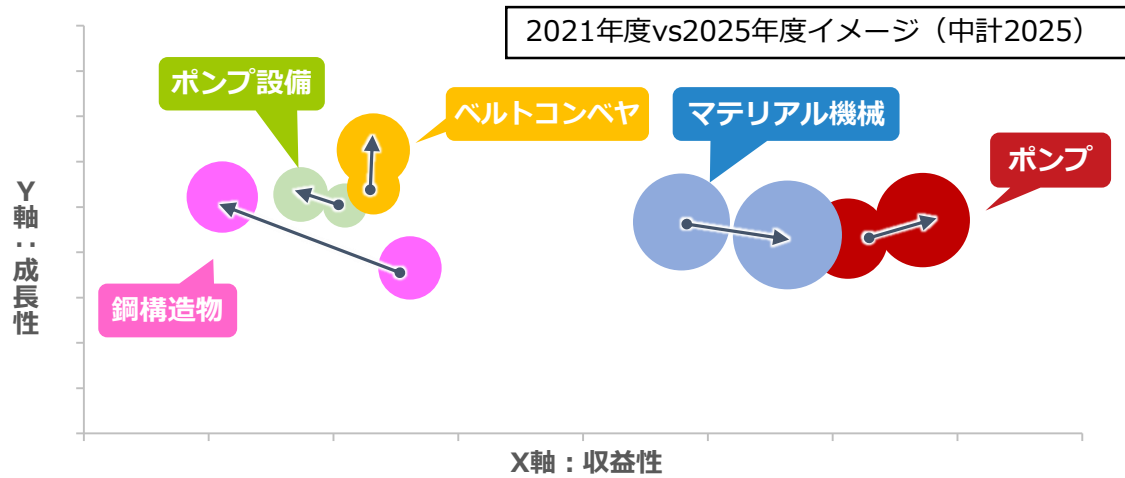 2021年度vs2025年度イメージ（中計2025）
ポンプ設備
ベルトコンベヤ
マテリアル機械
ポンプ
鋼構造物
Y軸：成長性
X軸：収益性